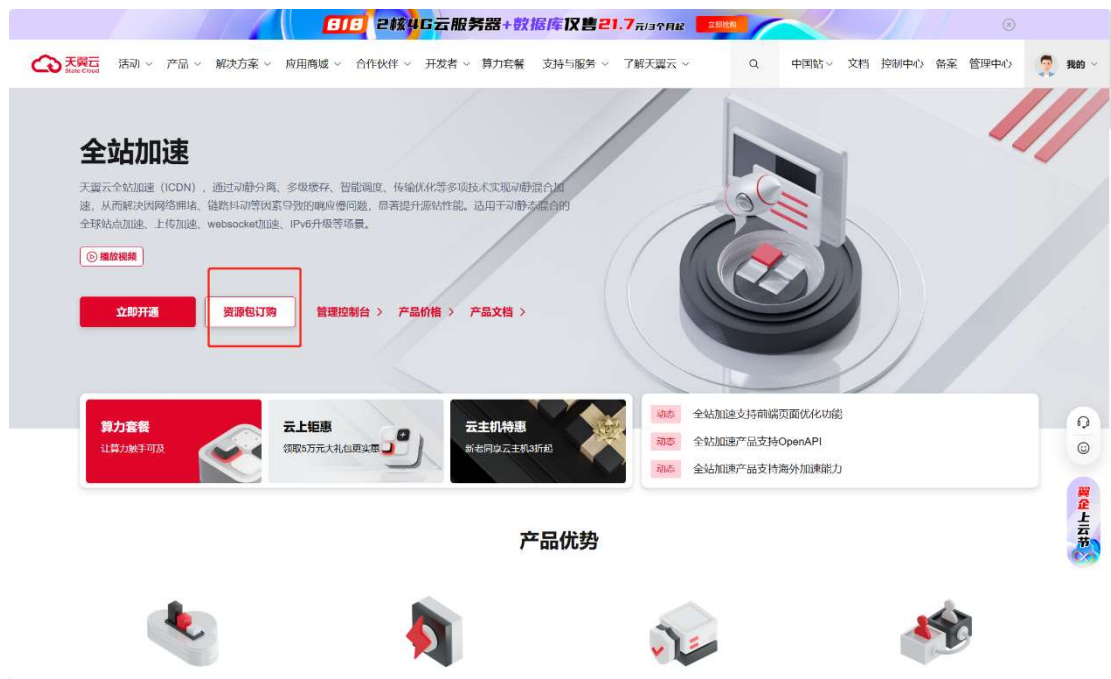 818 2核4G云服务器+数据库仅售21.7元/3个月起 立即抢购
天翼云 State Cloud 活动 产品 解决方案 应用商城 合作伙伴 开发者 算力套餐 支持与服务 了解天翼云 中国站 文档 控制中心 备案 管理中心 我的
全站加速
天翼云全站加速（ICDN），通过动静分离、多级缓存、智能调度、传输优化等多项技术实现动静混合加
速，从而解决因网络拥堵、链路抖动等因素导致的响应慢问题，显著提升源站性能。适用于动静态混合的
全球站点加速、上传加速、websocket加速、IPv6升级等场景。
播放视频
立即开通 资源包订购 管理控制台 产品价格 产品文档
算力套餐
让算力触手可及
云上钜惠
领取5万元大礼包更实惠
云主机特惠
新老同享云主机3折起
动态 全站加速支持前端页面优化功能
动态 全站加速产品支持OpenAPI
动态 全站加速产品支持海外加速能力
翼企上云节
产品优势